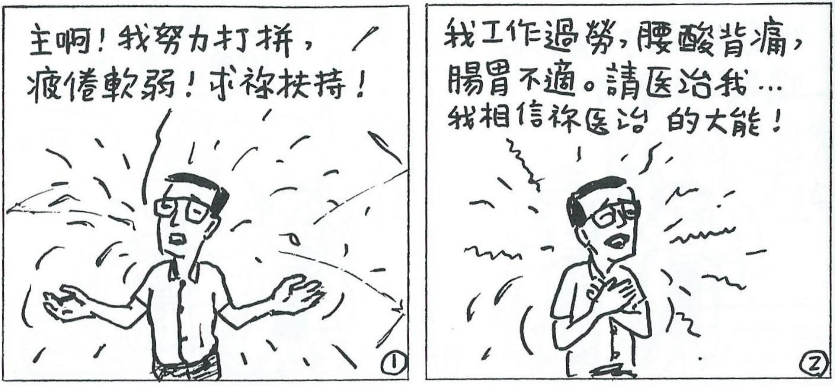 主啊！我努力打拼，
疲倦軟弱！求祢扶持！
①
我工作過勞，腰酸背痛，
腸胃不適。請医治我…
我相信祢医治 的大能！
②